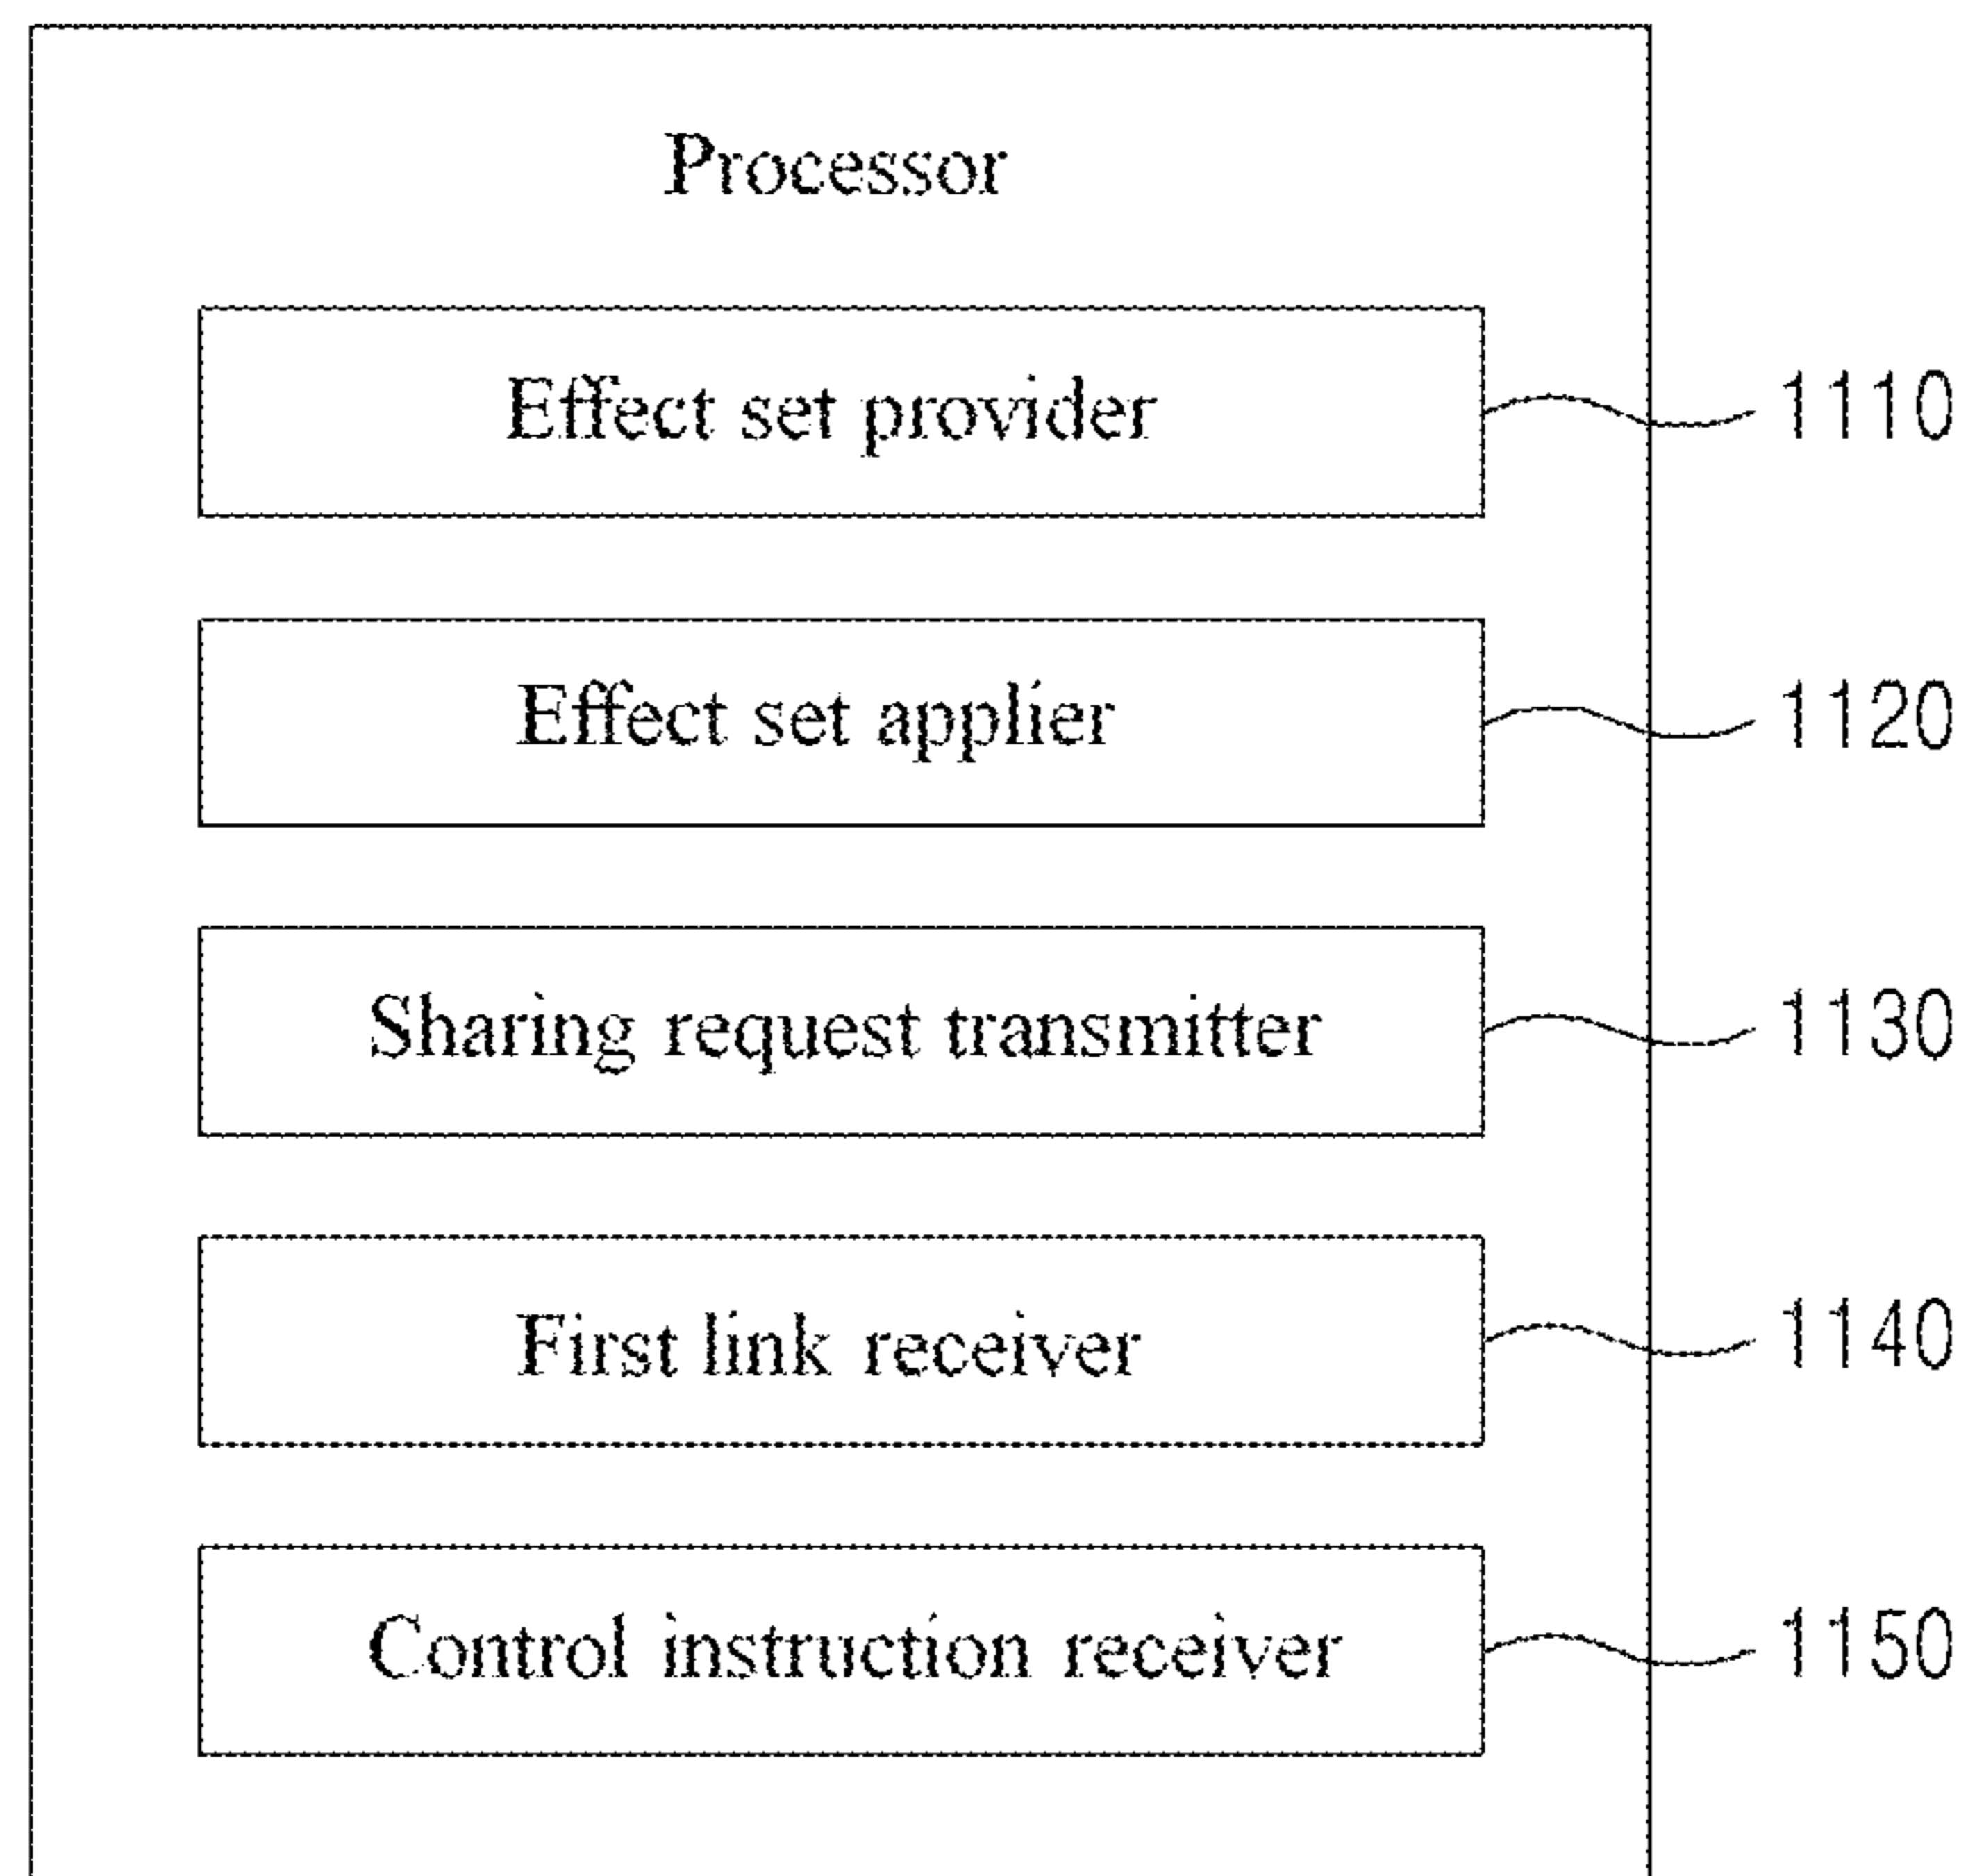 Processor
Effect set provider 1110
Effect set applier 1120
Sharing request transmitter 1130
First link receiver 1140
Control instruction receiver 1150